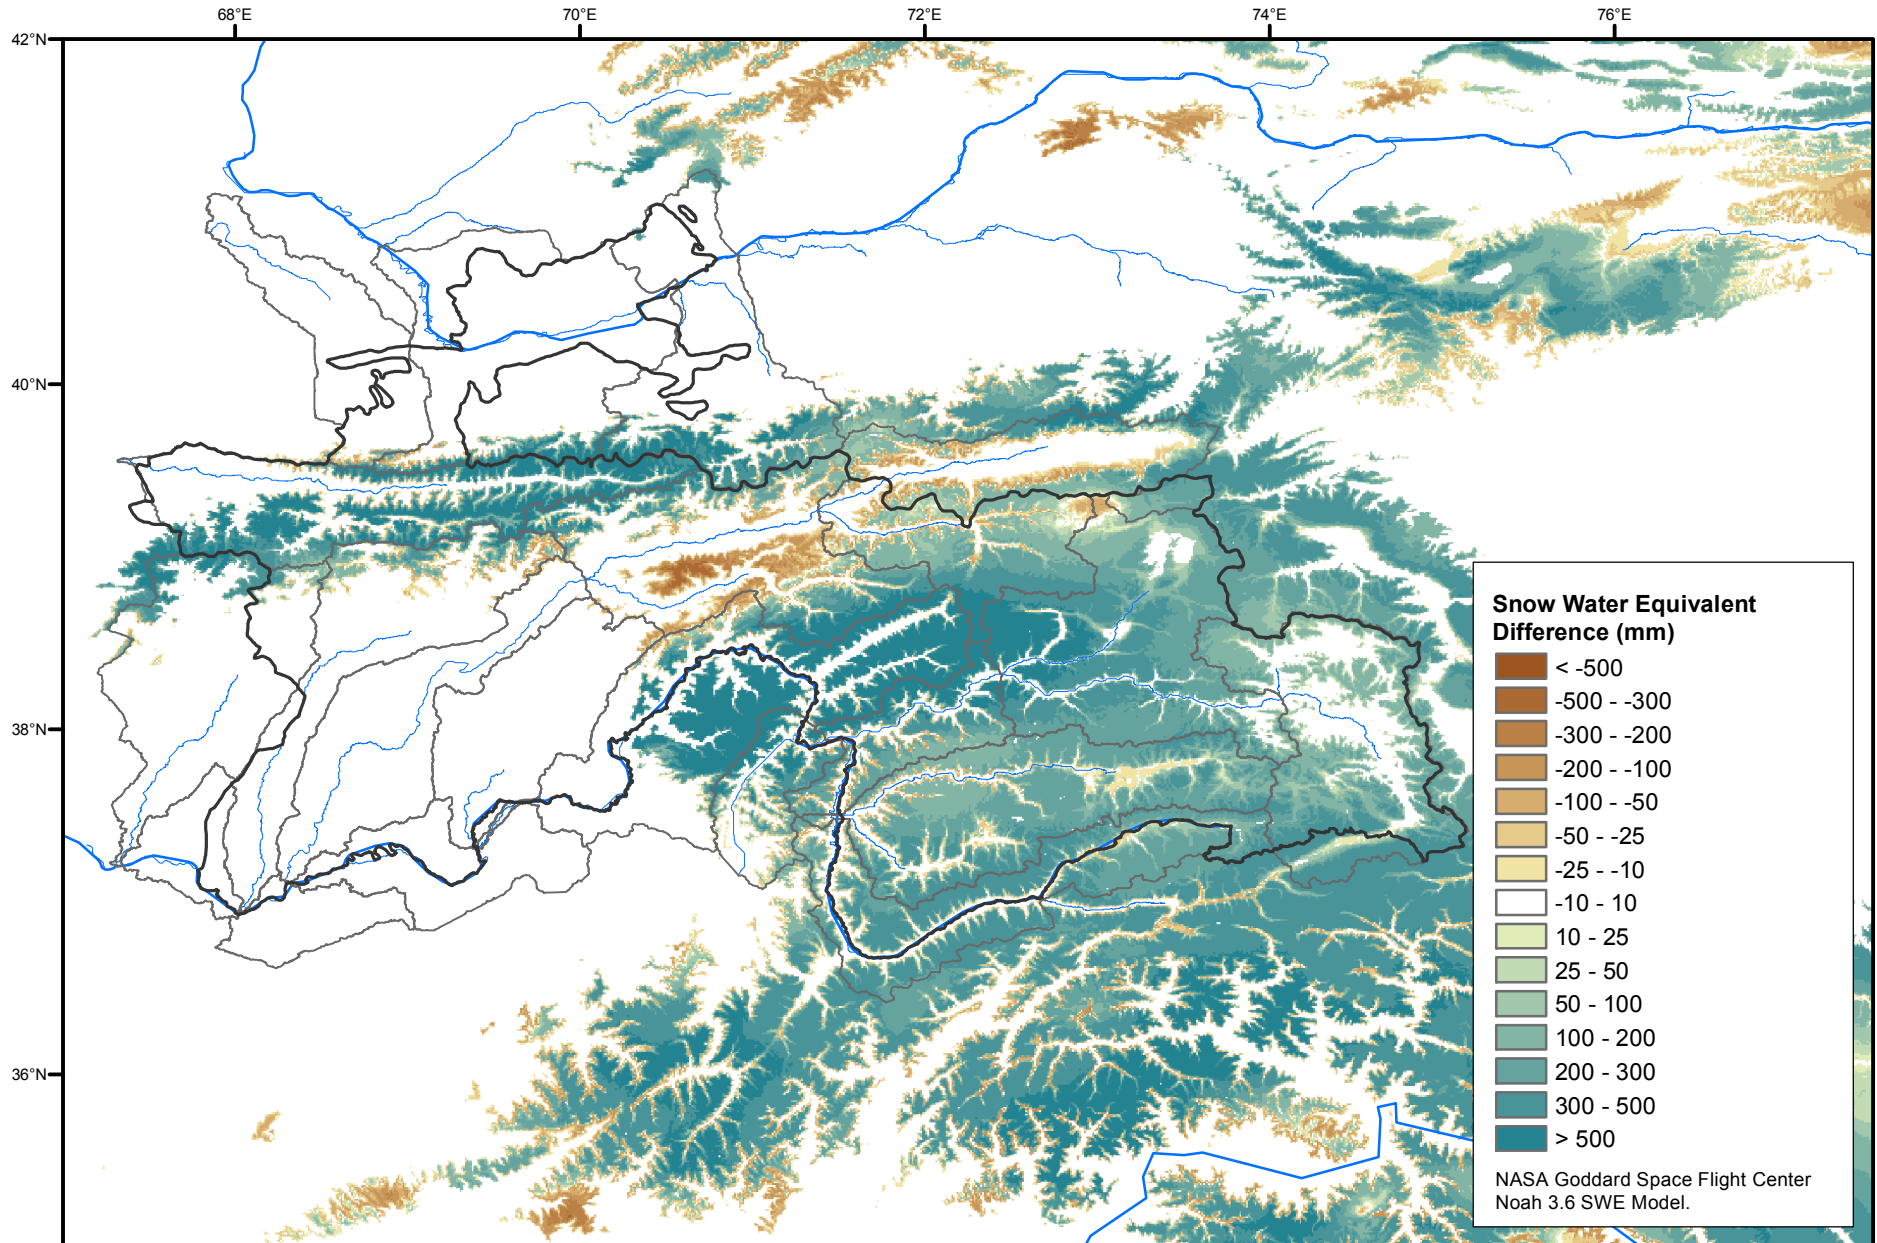 68°E
70°E
72°E
74°E
76°E
42°N
40°N
38°N
36°N
Snow Water Equivalent
Difference (mm)
< -500
-500 - -300
-300 - -200
-200 - -100
-100 - -50
-50 - -25
-25 - -10
-10 - 10
10 - 25
25 - 50
50 - 100
100 - 200
200 - 300
300 - 500
> 500
NASA Goddard Space Flight Center
Noah 3.6 SWE Model.